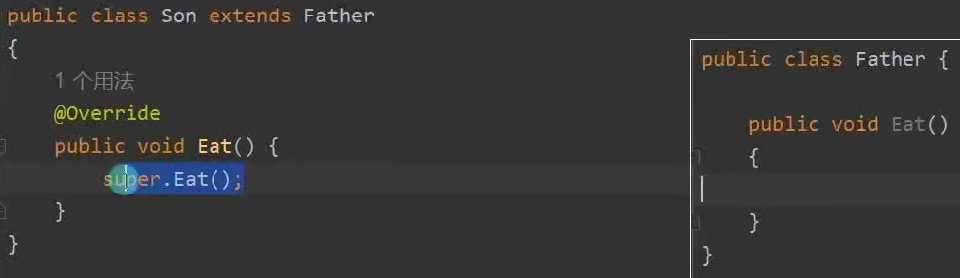 public class Son extends Father
{
1 个用法
@Override
public void Eat() {
super.Eat();
}
}
public class Father {
public void Eat()
{
}
}